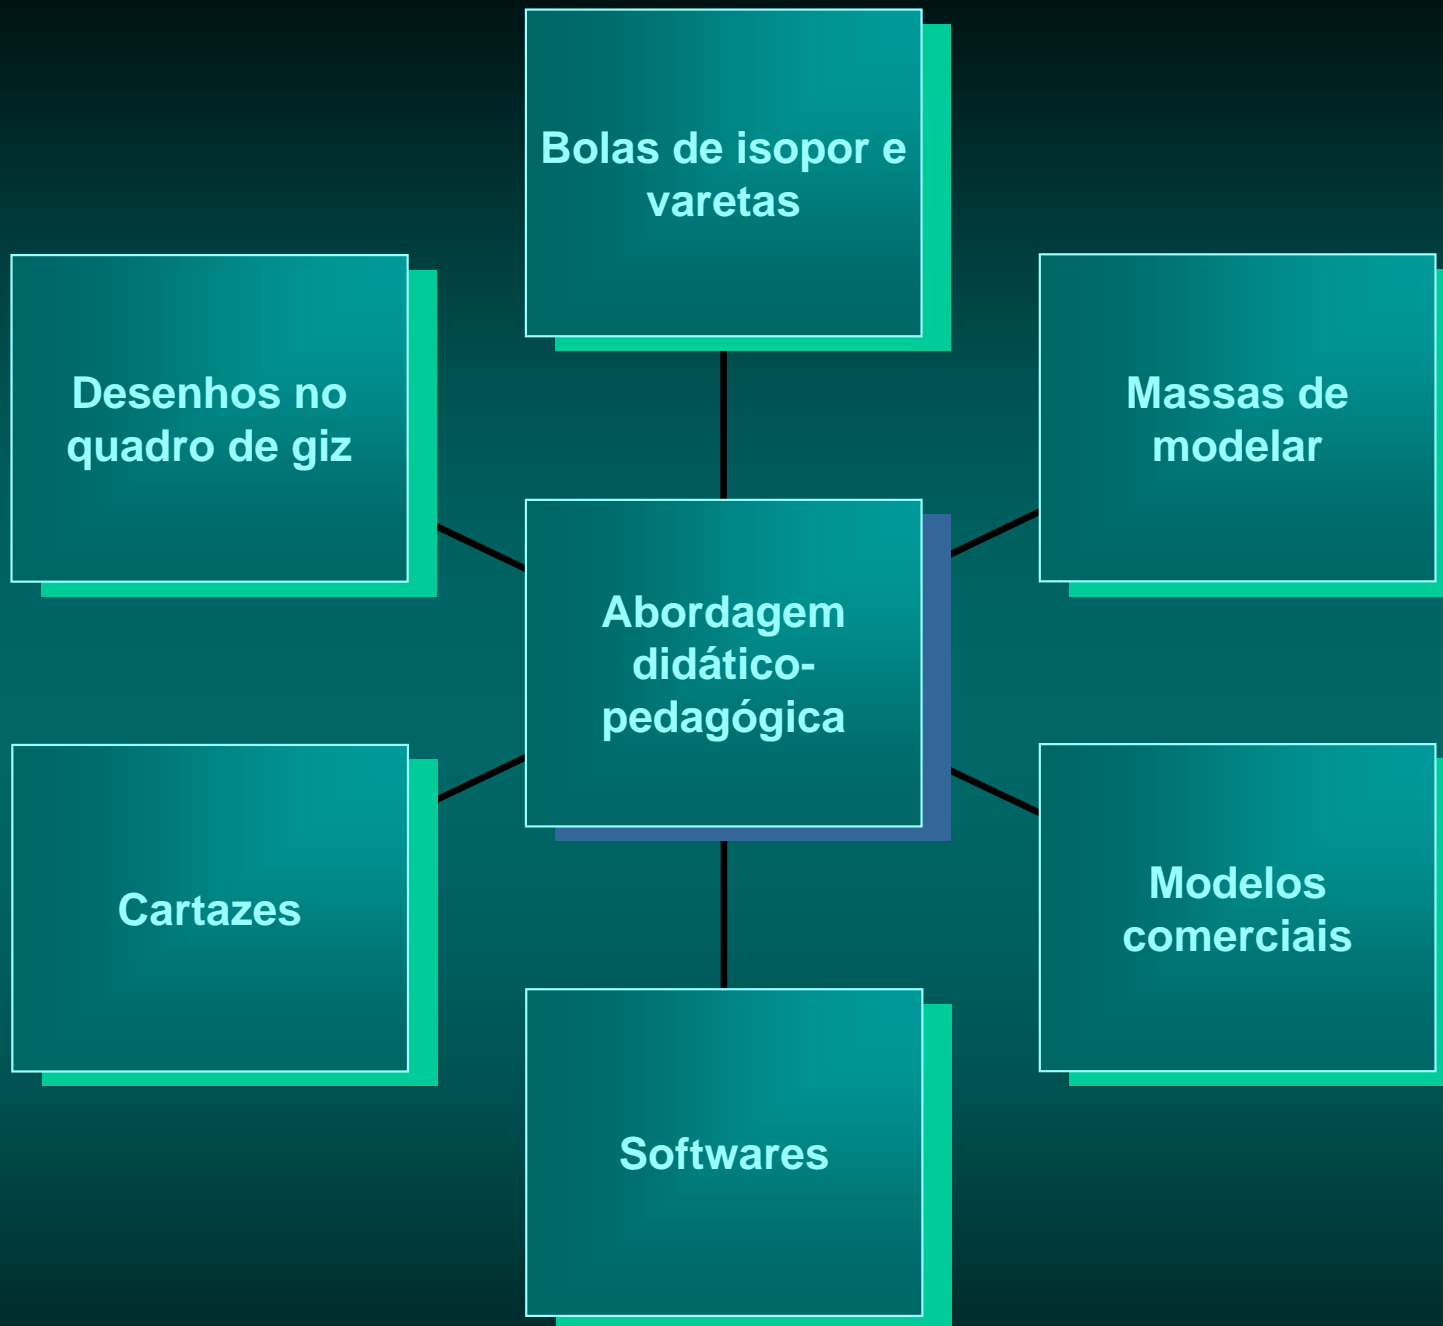 Bolas de isopor e
varetas
Desenhos no
quadro de giz
Massas de
modelar
Abordagem
didático-
pedagógica
Cartazes
Modelos
comerciais
Softwares